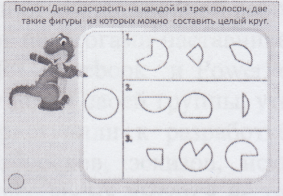 Помоги Дино раскрасить на каждой из трех полосок, две
такие фигуры из которых можно составить целый круг.
1.
2.
3.